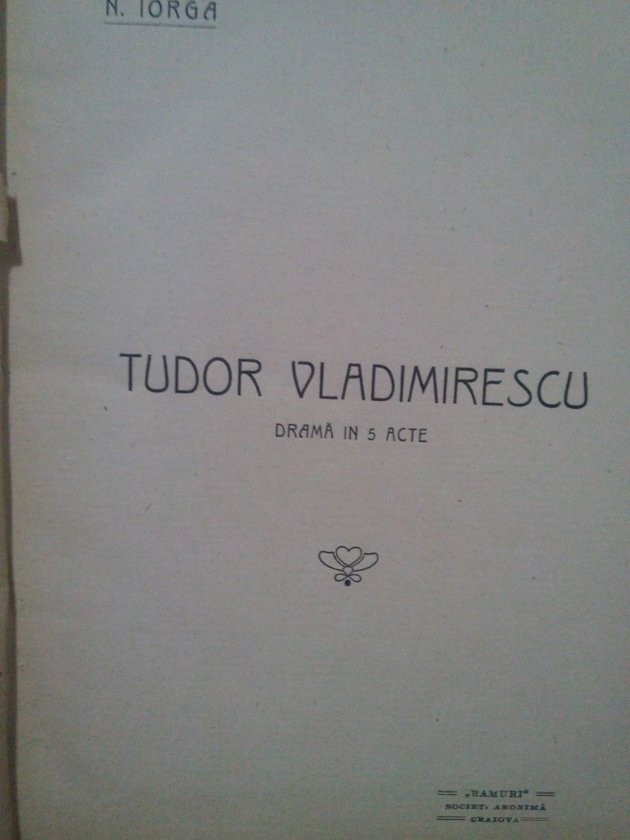 N. IORGA
TUDOR VLADIMIRESCU
DRAMĂ IN 5 ACTE
„RAMURI“
SOCIET. ANONIMĂ
CRAIOVA